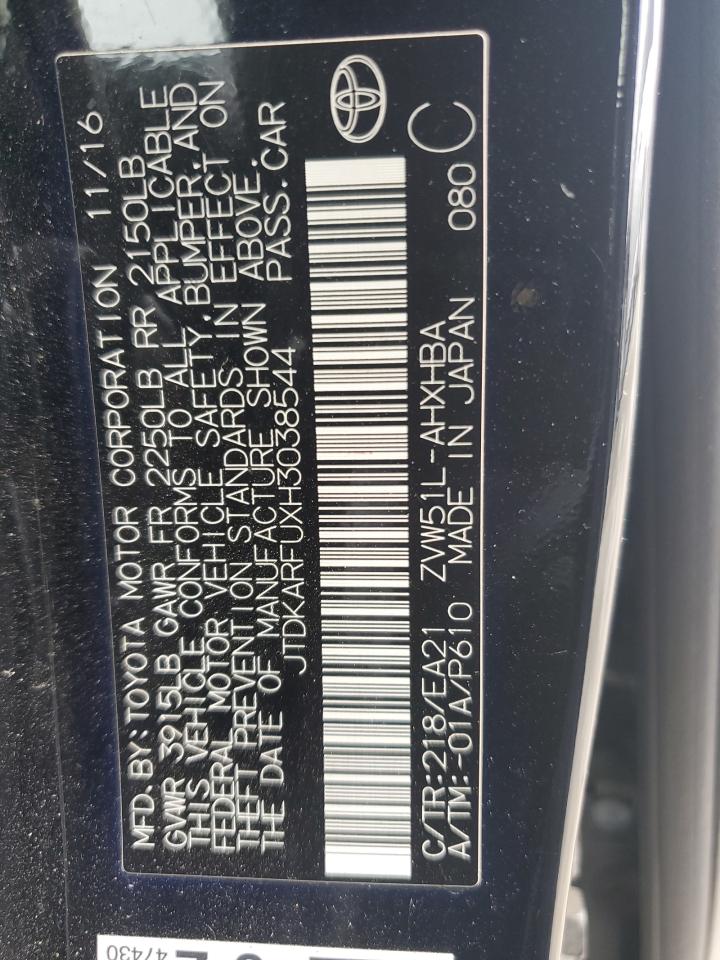 MFD. BY: TOYOTA MOTOR CORPORATION 11/16
GVWR 3915LB GAWR FR 2250LB RR 2150LB
THIS VEHICLE CONFORMS TO ALL APPLICABLE
FEDERAL MOTOR VEHICLE SAFETY, BUMPER, AND
THEFT PREVENTION STANDARDS IN EFFECT ON
THE DATE OF MANUFACTURE SHOWN ABOVE.
JTDKARFUXH3038544 PASS. CAR
C/TR:218/EA21 ZVW51L-AHXHBA 080 C
A/TM:-01A/P610 MADE IN JAPAN
47430